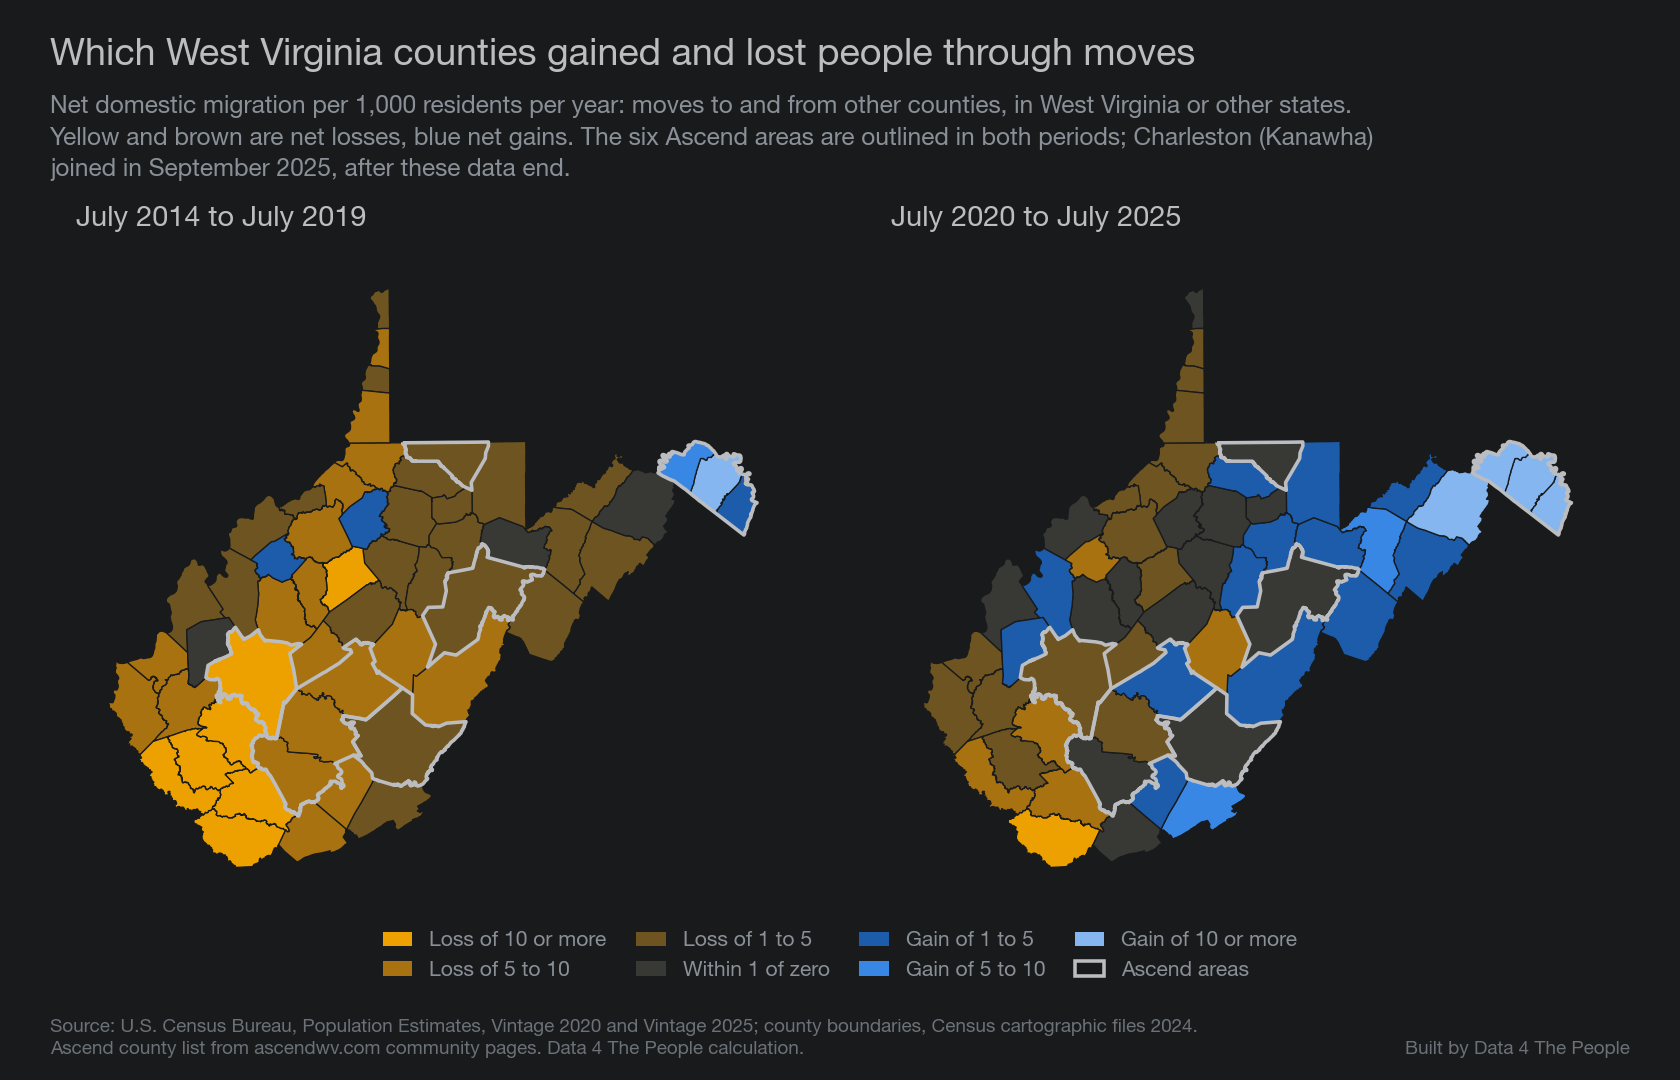 Which West Virginia counties gained and lost people through moves
Net domestic migration per 1,000 residents per year: moves to and from other counties, in West Virginia or other states.
Yellow and brown are net losses, blue net gains. The six Ascend areas are outlined in both periods; Charleston (Kanawha)
joined in September 2025, after these data end.
July 2014 to July 2019
July 2020 to July 2025
Loss of 10 or more
Loss of 1 to 5
Gain of 1 to 5
Gain of 10 or more
Loss of 5 to 10
Within 1 of zero
Gain of 5 to 10
Ascend areas
Source: U.S. Census Bureau, Population Estimates, Vintage 2020 and Vintage 2025; county boundaries, Census cartographic files 2024.
Ascend county list from ascendwv.com community pages. Data 4 The People calculation.
Built by Data 4 The People